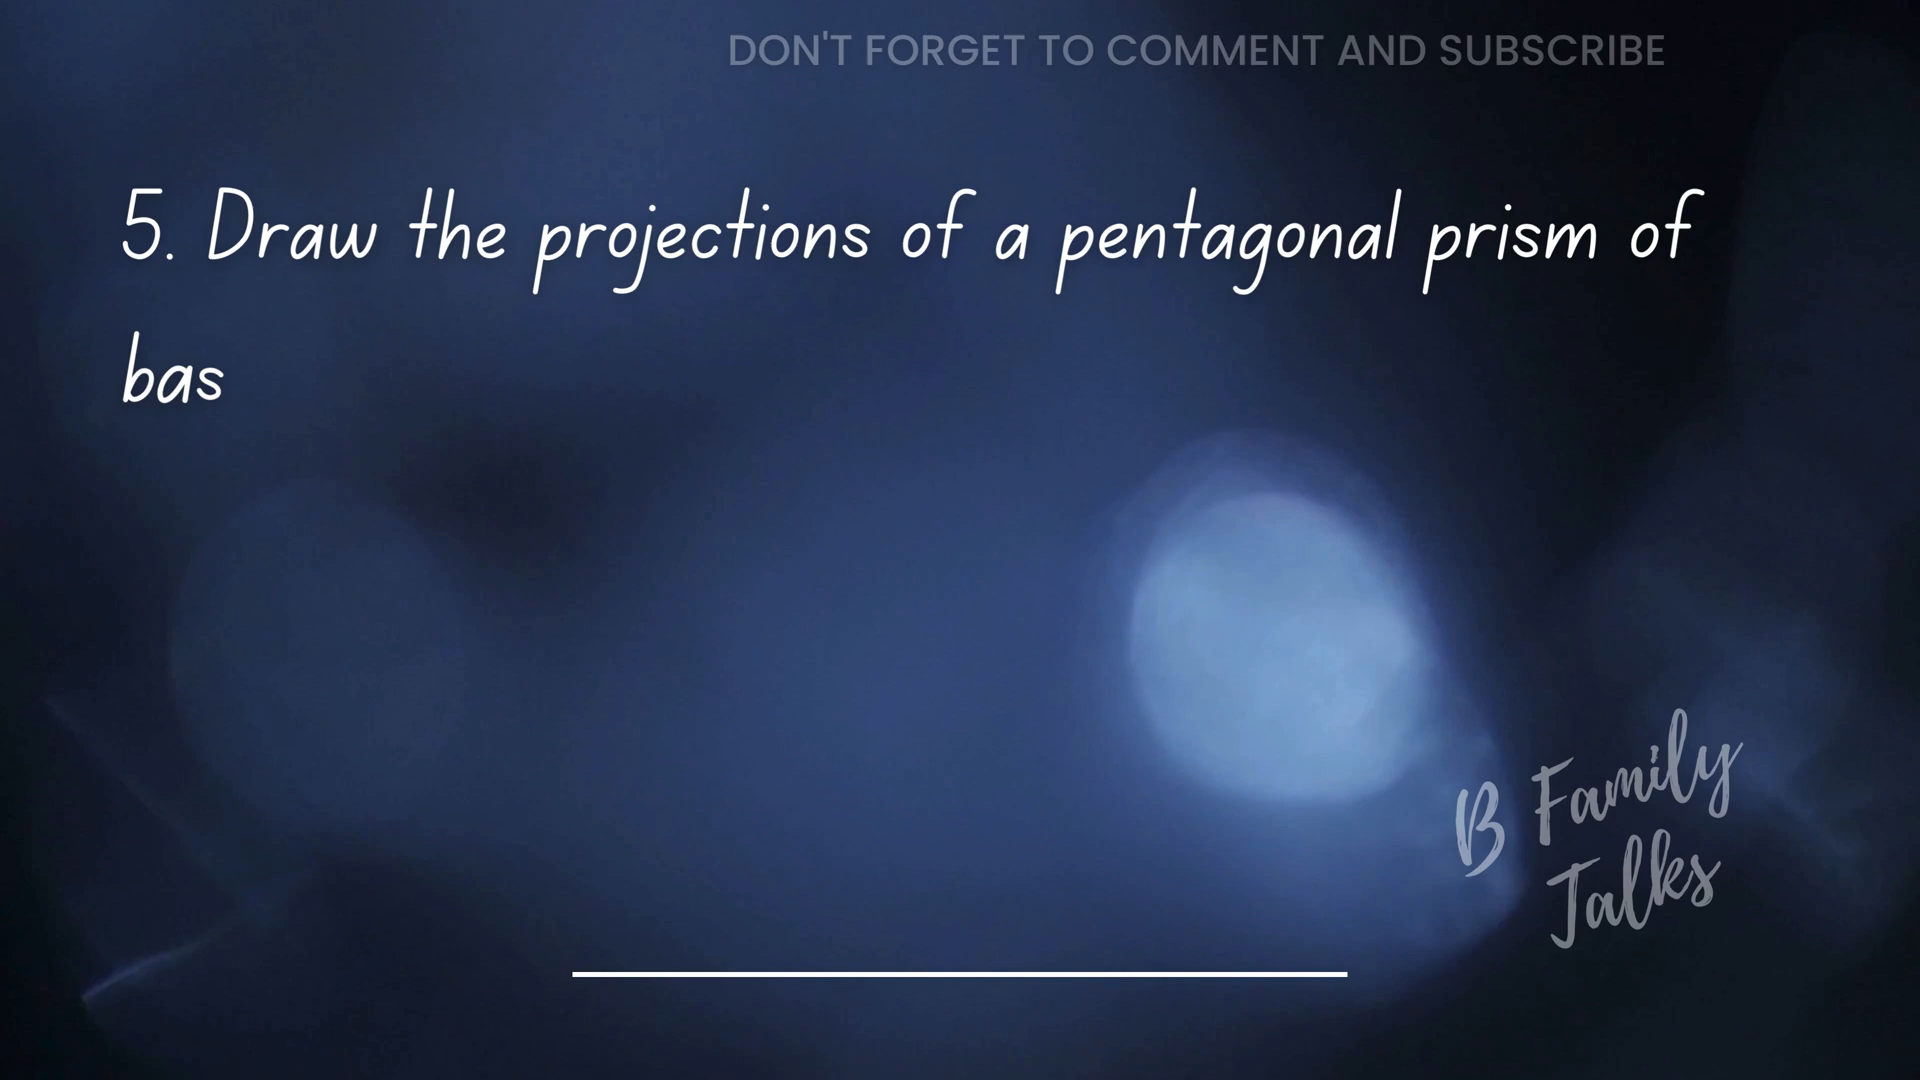 DON'T FORGET TO COMMENT AND SUBSCRIBE
5. Draw the projections of a pentagonal prism of
bas
B Family
Talks